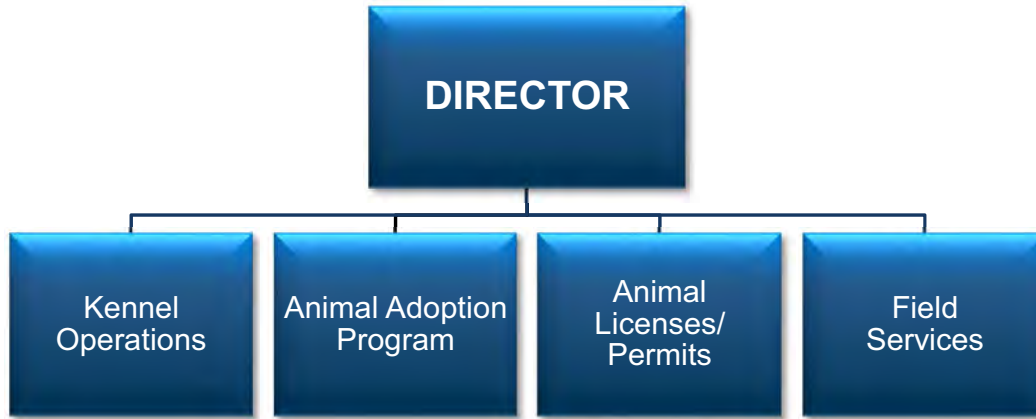 DIRECTOR
Kennel
Operations
Animal Adoption
Program
Animal
Licenses/
Permits
Field
Services